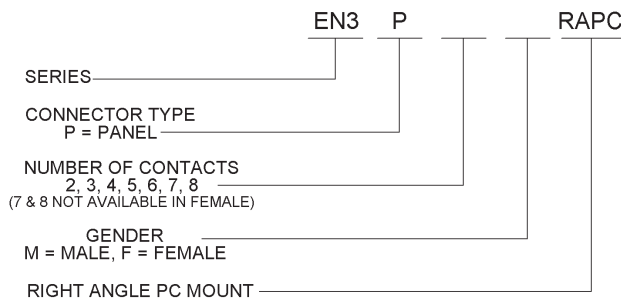 EN3 P RAPC
SERIES
CONNECTOR TYPE
P = PANEL
NUMBER OF CONTACTS
2, 3, 4, 5, 6, 7, 8
(7 & 8 NOT AVAILABLE IN FEMALE)
GENDER
M = MALE, F = FEMALE
RIGHT ANGLE PC MOUNT